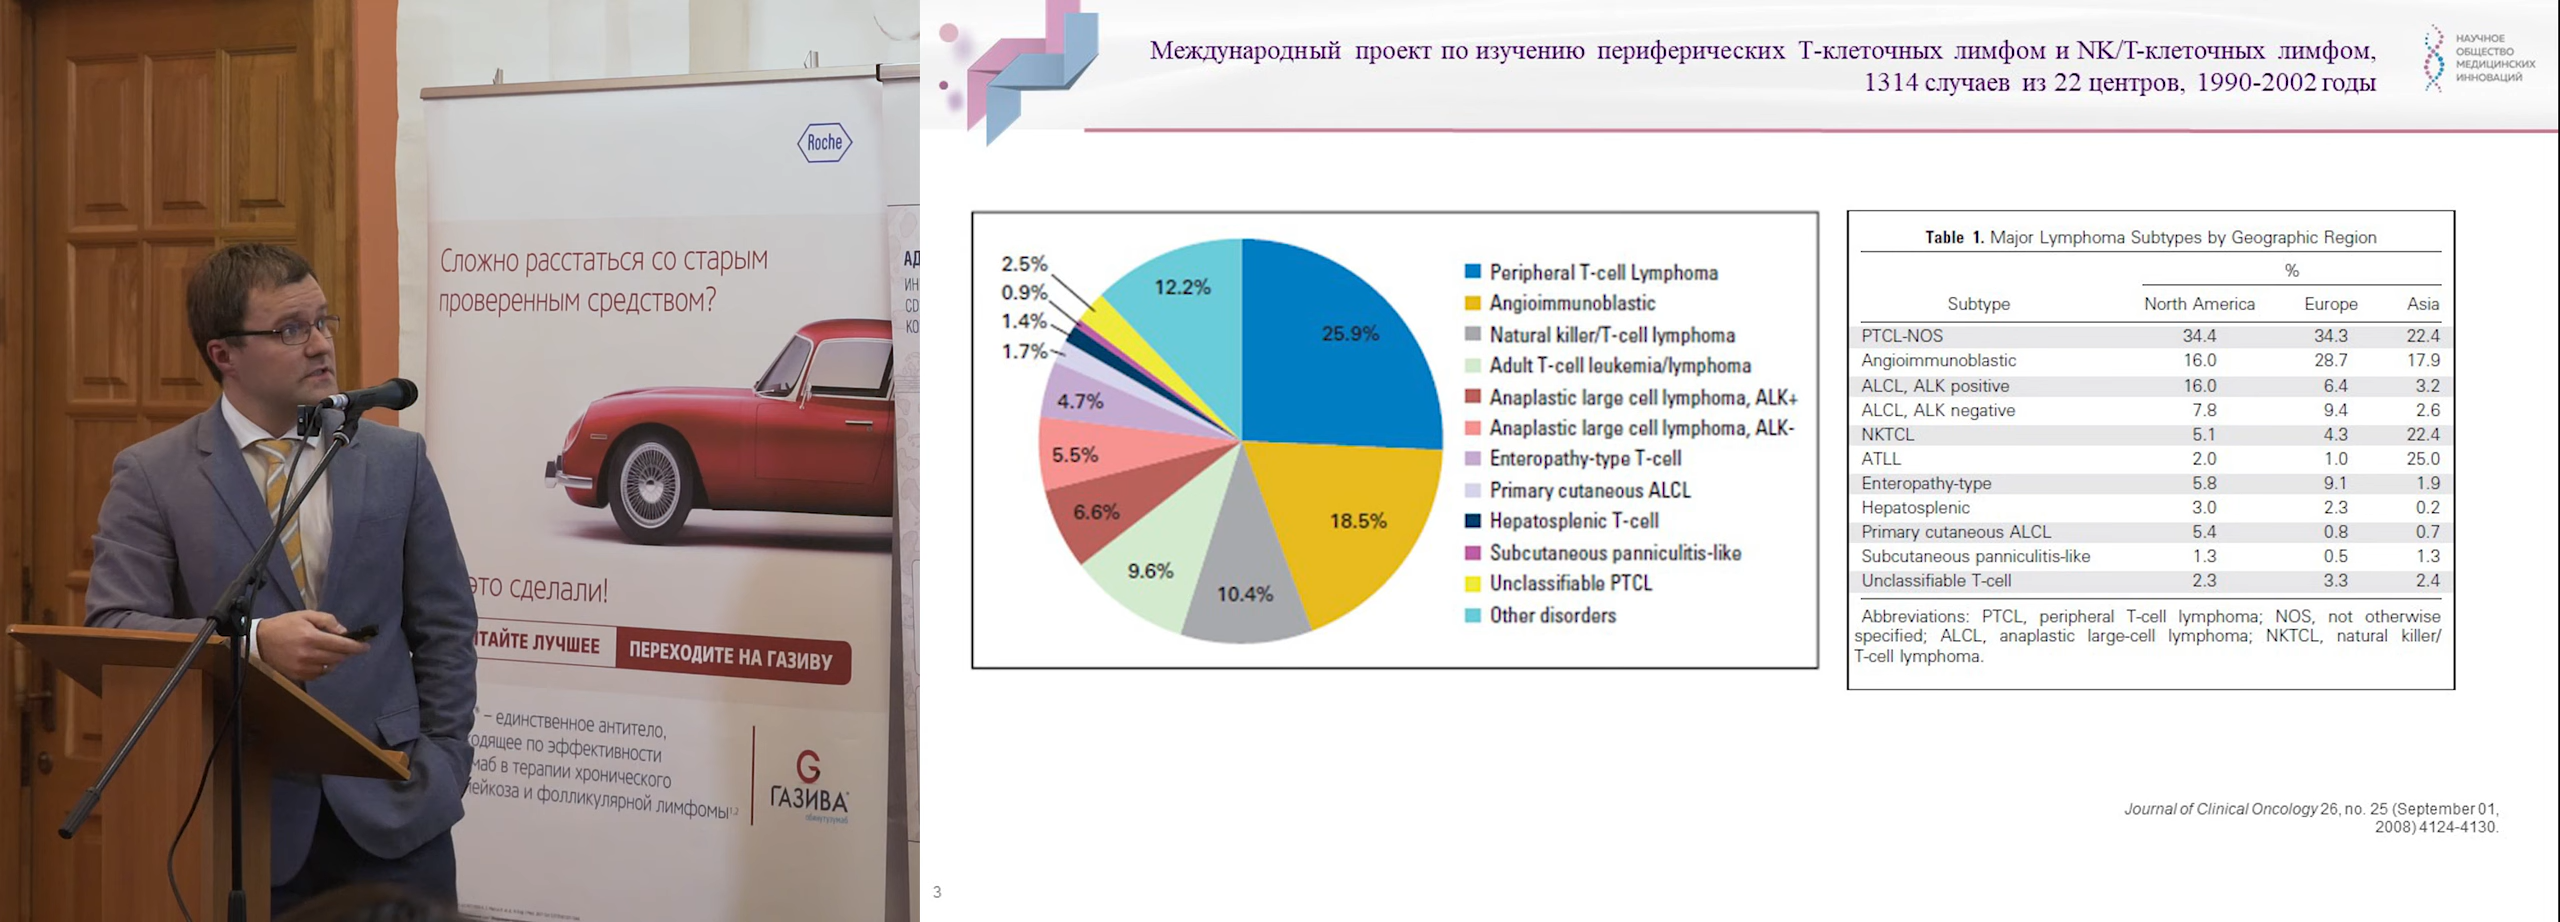 Roche
Сложно расстаться со старым
проверенным средством?
это сделали!
ЛУЧШЕЕ
ПЕРЕХОДИТЕ НА ГАЗИВУ
– единственное антитело,
по эффективности
в терапии хронического
и фолликулярной лимфомы1,2
ГАЗИВА
обинутузумаб
Международный проект по изучению периферических Т-клеточных лимфом и NK/T-клеточных лимфом,
1314 случаев из 22 центров, 1990-2002 годы
НАУЧНОЕ
ОБЩЕСТВО
МЕДИЦИНСКИХ
ИННОВАЦИЙ
2.5%
0.9%
1.4%
1.7%
4.7%
5.5%
6.6%
9.6%
10.4%
18.5%
25.9%
12.2%
Peripheral T-cell Lymphoma
Angioimmunoblastic
Natural killer/T-cell lymphoma
Adult T-cell leukemia/lymphoma
Anaplastic large cell lymphoma, ALK+
Anaplastic large cell lymphoma, ALK-
Enteropathy-type T-cell
Primary cutaneous ALCL
Hepatosplenic T-cell
Subcutaneous panniculitis-like
Unclassifiable PTCL
Other disorders
Table 1. Major Lymphoma Subtypes by Geographic Region
%
Subtype North America Europe Asia
PTCL-NOS 34.4 34.3 22.4
Angioimmunoblastic 16.0 28.7 17.9
ALCL, ALK positive 16.0 6.4 3.2
ALCL, ALK negative 7.8 9.4 2.6
NKTCL 5.1 4.3 22.4
ATLL 2.0 1.0 25.0
Enteropathy-type 5.8 9.1 1.9
Hepatosplenic 3.0 2.3 0.2
Primary cutaneous ALCL 5.4 0.8 0.7
Subcutaneous panniculitis-like 1.3 0.5 1.3
Unclassifiable T-cell 2.3 3.3 2.4
Abbreviations: PTCL, peripheral T-cell lymphoma; NOS, not otherwise
specified; ALCL, anaplastic large-cell lymphoma; NKTCL, natural killer/
T-cell lymphoma.
Journal of Clinical Oncology 26, no. 25 (September 01,
2008) 4124-4130.
3